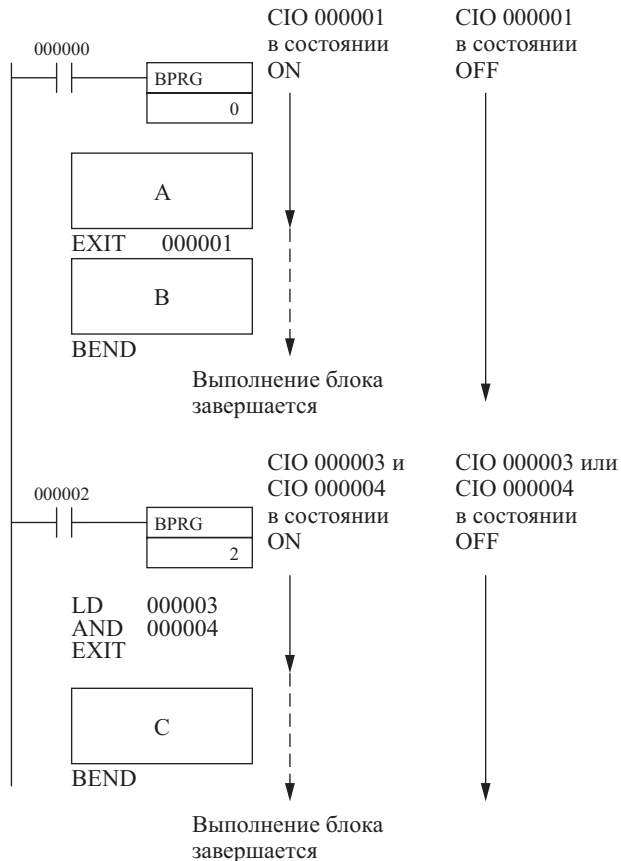 CIO 000001
в состоянии
ON
CIO 000001
в состоянии
OFF
000000
BPRG
0
A
EXIT 000001
B
BEND
Выполнение блока
завершается
CIO 000003 и
CIO 000004
в состоянии
ON
CIO 000003 или
CIO 000004
в состоянии
OFF
000002
BPRG
2
LD 000003
AND 000004
EXIT
C
BEND
Выполнение блока
завершается